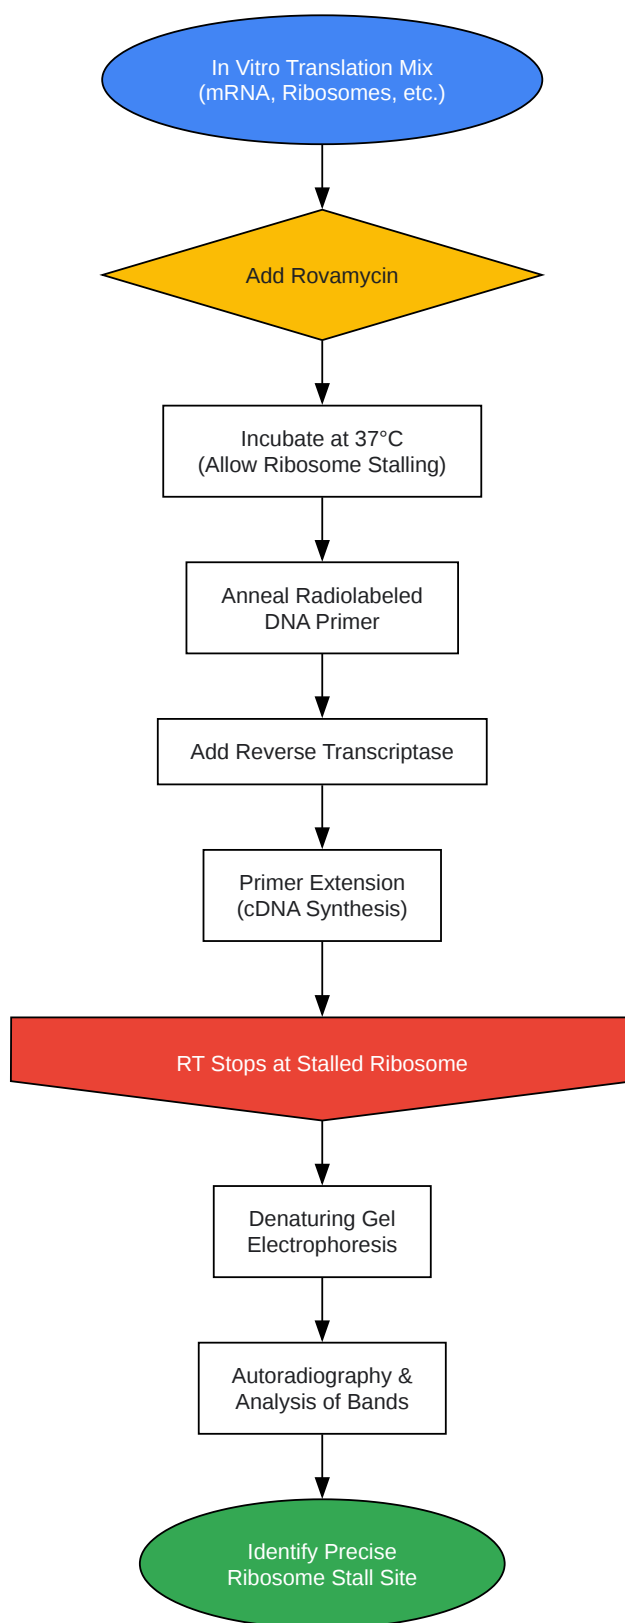 In Vitro Translation Mix
(mRNA, Ribosomes, etc.)
Add Rovamycin
Incubate at 37°C
(Allow Ribosome Stalling)
Anneal Radiolabeled
DNA Primer
Add Reverse Transcriptase
Primer Extension
(cDNA Synthesis)
RT Stops at Stalled Ribosome
Denaturing Gel
Electrophoresis
Autoradiography &
Analysis of Bands
Identify Precise
Ribosome Stall Site